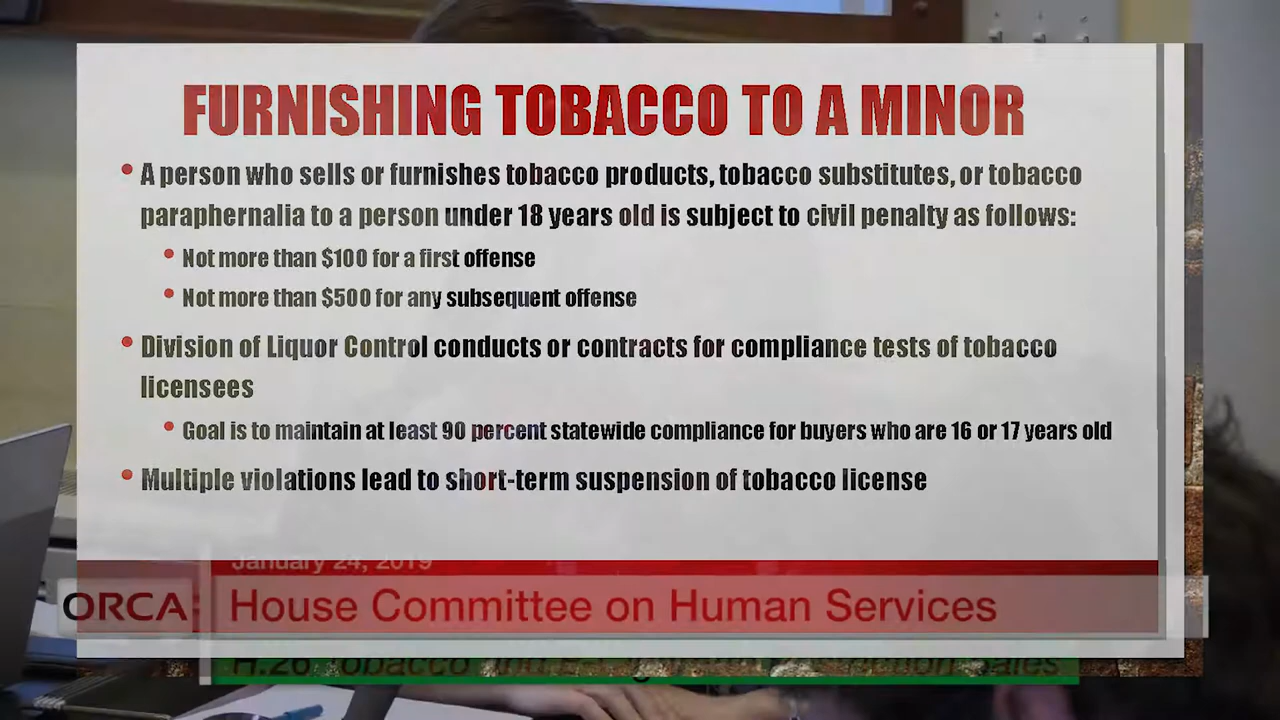 FURNISHING TOBACCO TO A MINOR
• A person who sells or furnishes tobacco products, tobacco substitutes, or tobacco
paraphernalia to a person under 18 years old is subject to civil penalty as follows:
• Not more than $100 for a first offense
• Not more than $500 for any subsequent offense
• Division of Liquor Control conducts or contracts for compliance tests of tobacco
licensees
• Goal is to maintain at least 90 percent statewide compliance for buyers who are 16 or 17 years old
• Multiple violations lead to short-term suspension of tobacco license
January 24, 2019
ORCA
House Committee on Human Services
H.26 Tobacco and Sales